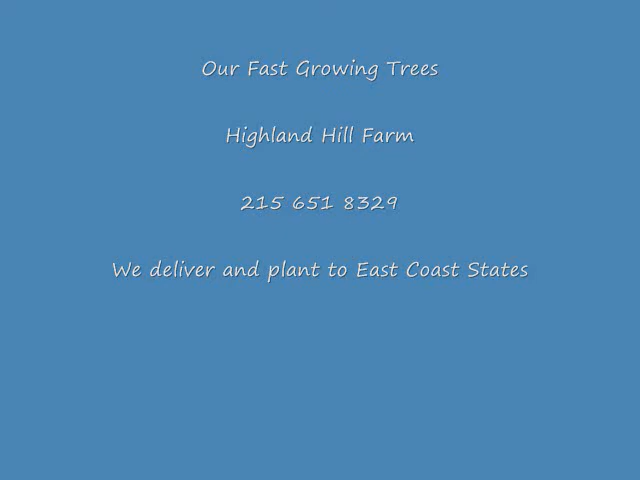 Our Fast Growing Trees
Highland Hill Farm
215 651 8329
We deliver and plant to East Coast States